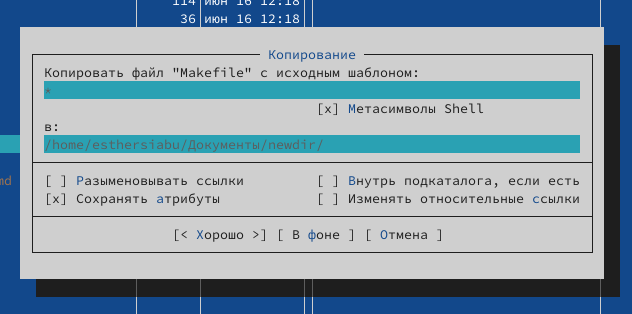 114 июн 16 12:18
36 июн 16 12:18
Копирование
Копировать файл "Makefile" с исходным шаблоном:
*
[x] Метасимволы Shell
в:
/home/esthersiabu/Документы/newdir/
md
[ ] Разыменовывать ссылки [ ] Внутрь подкаталога, если есть
[x] Сохранять атрибуты [ ] Изменять относительные ссылки
[< Хорошо >] [ В фоне ] [ Отмена ]